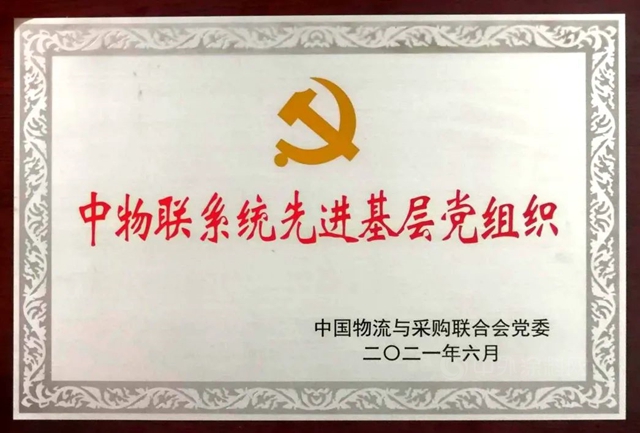 中物联系统先进基层党组织
中国物流与采购联合会党委
二〇二一年六月